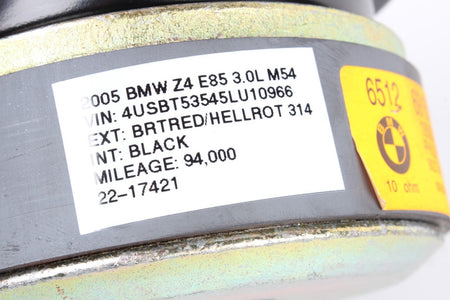 2005 BMW Z4 E85 3.0L M54
VIN: 4USBT53545LU10966
EXT: BRTRED/HELLROT 314
INT: BLACK
MILEAGE: 94,000
22-17421
6512
BMW
10 ohm